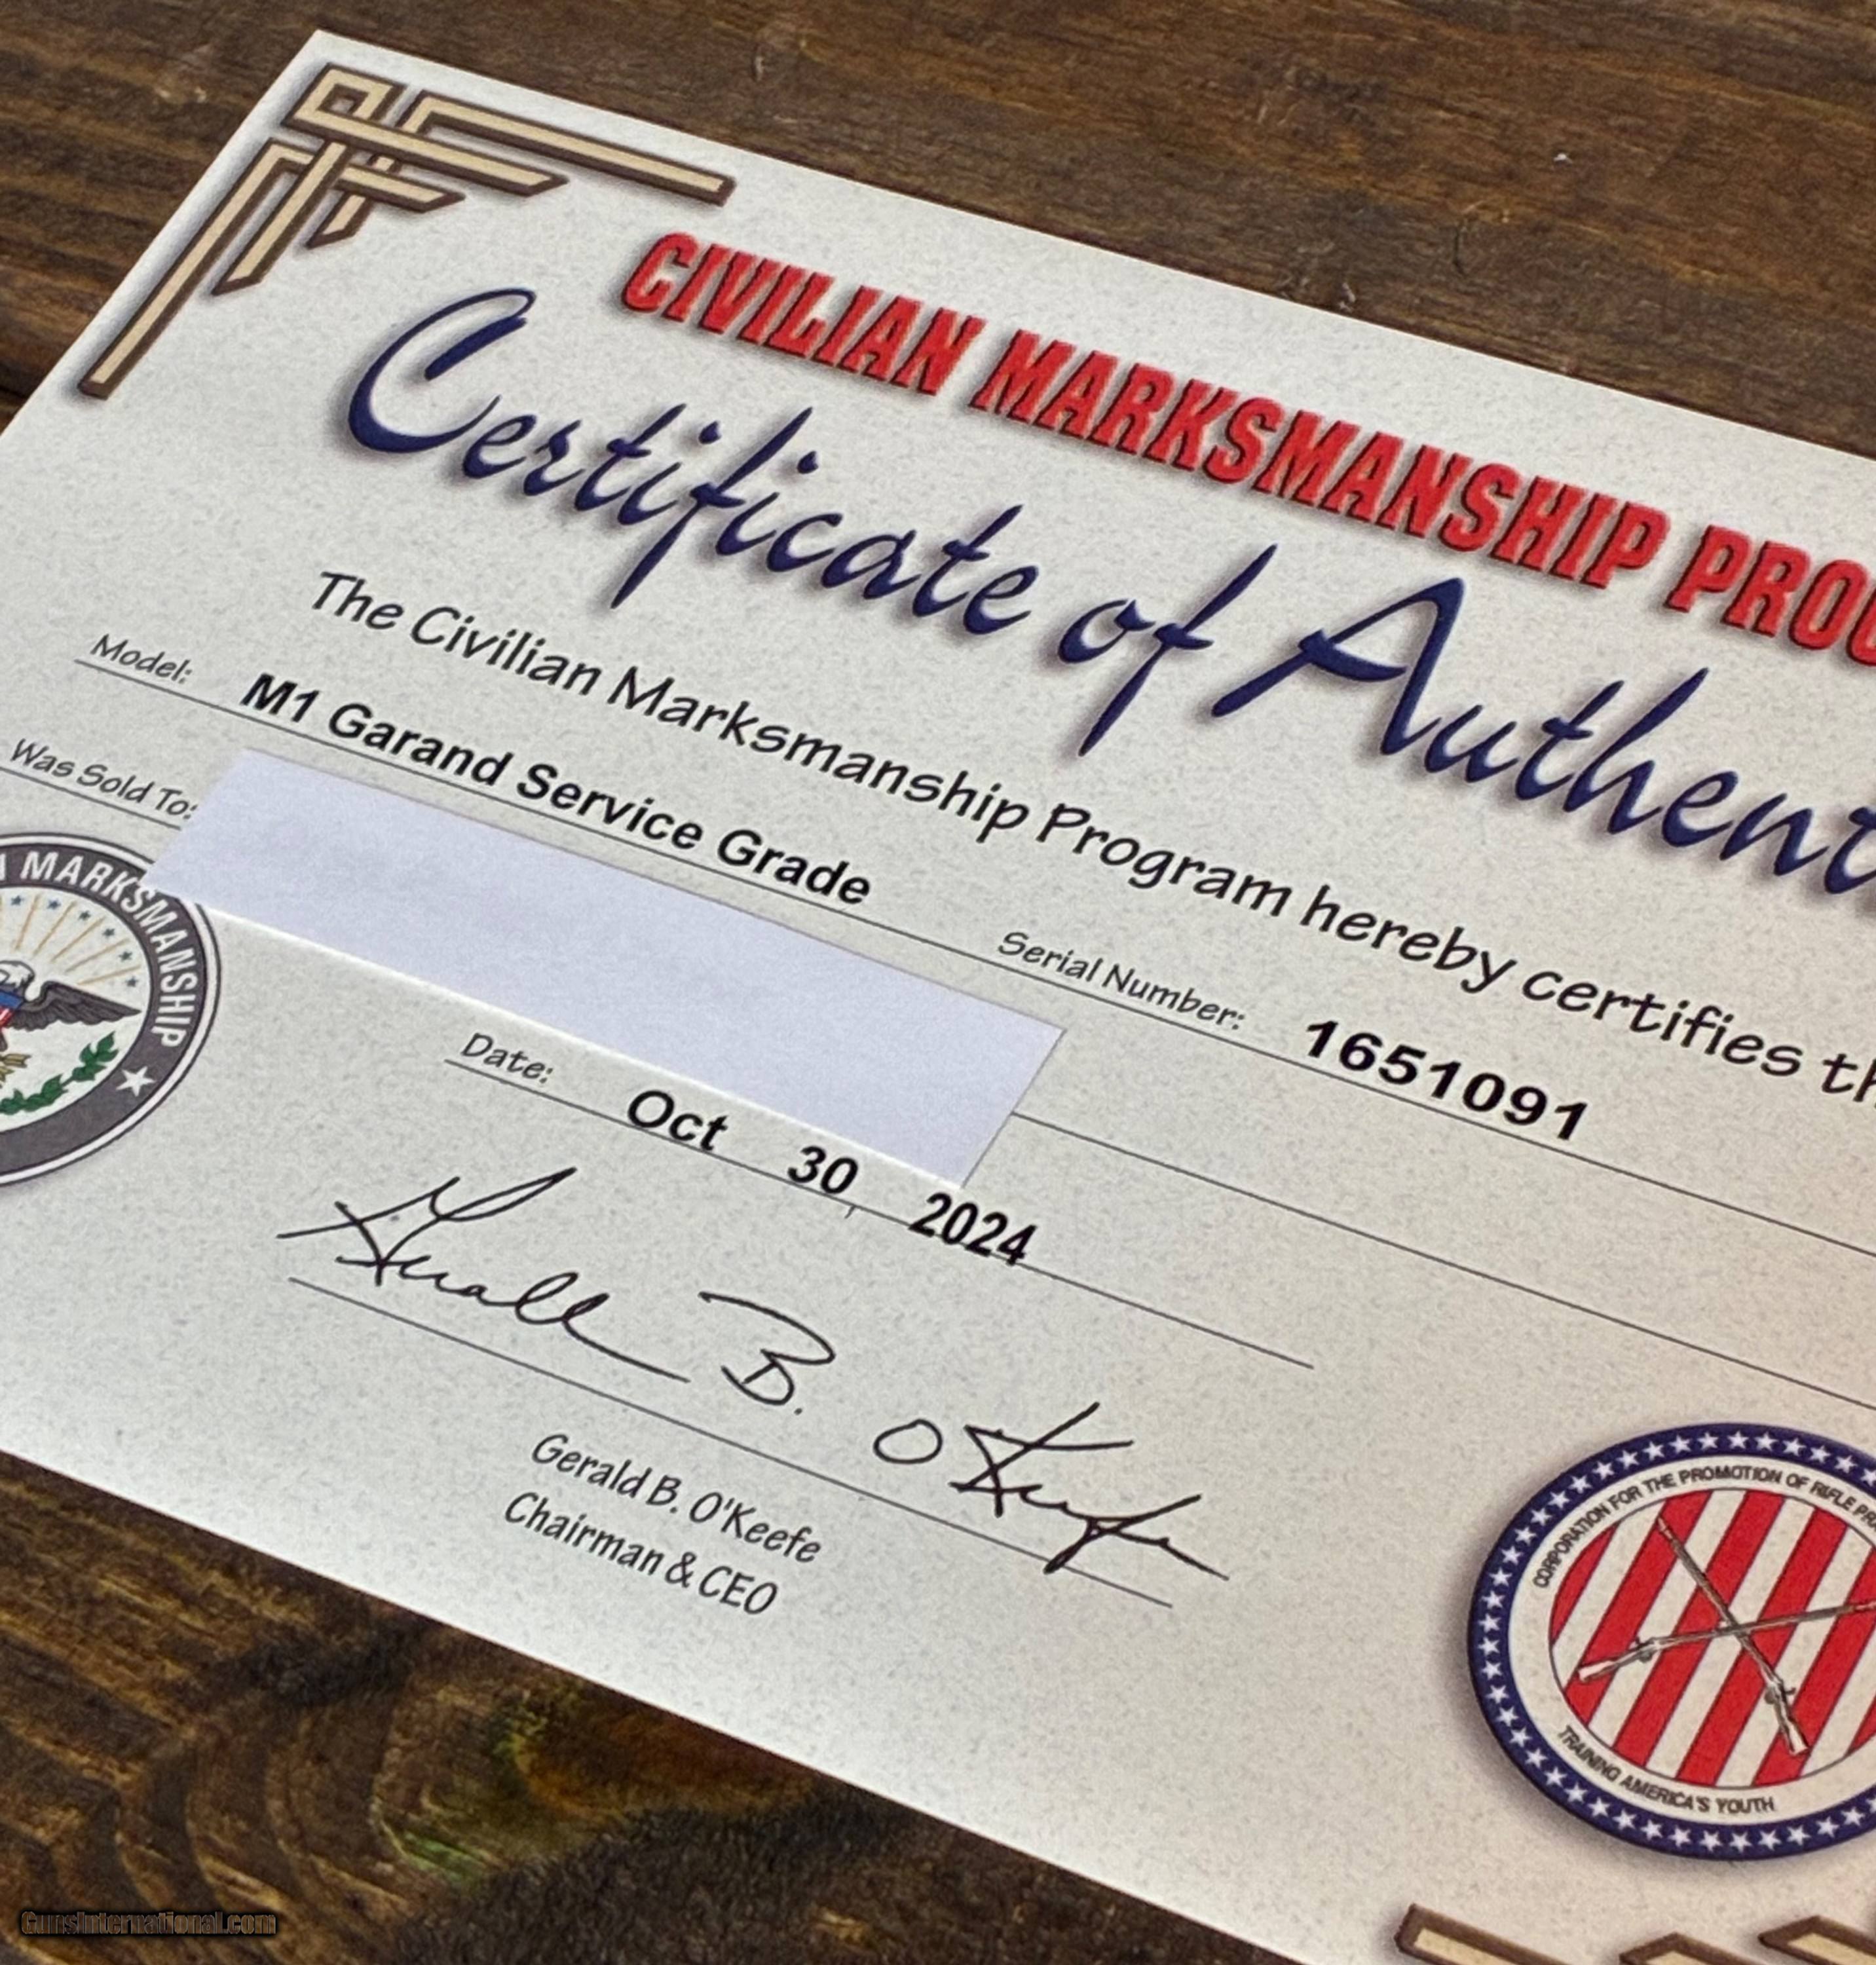 CIVILIAN MARKSMANSHIP PROG
Certificate of Authent
The Civilian Marksmanship Program hereby certifies th
Model: M1 Garand Service Grade Serial Number: 1651091
Was Sold To:
Date: Oct 30 2024
Gerald B. O'Keefe
Gerald B. O'Keefe
Chairman & CEO
MARKSMANSHIP
CORPORATION FOR THE PROMOTION OF RIFLE PRA
TRAINING AMERICA'S YOUTH
GunsInternational.com